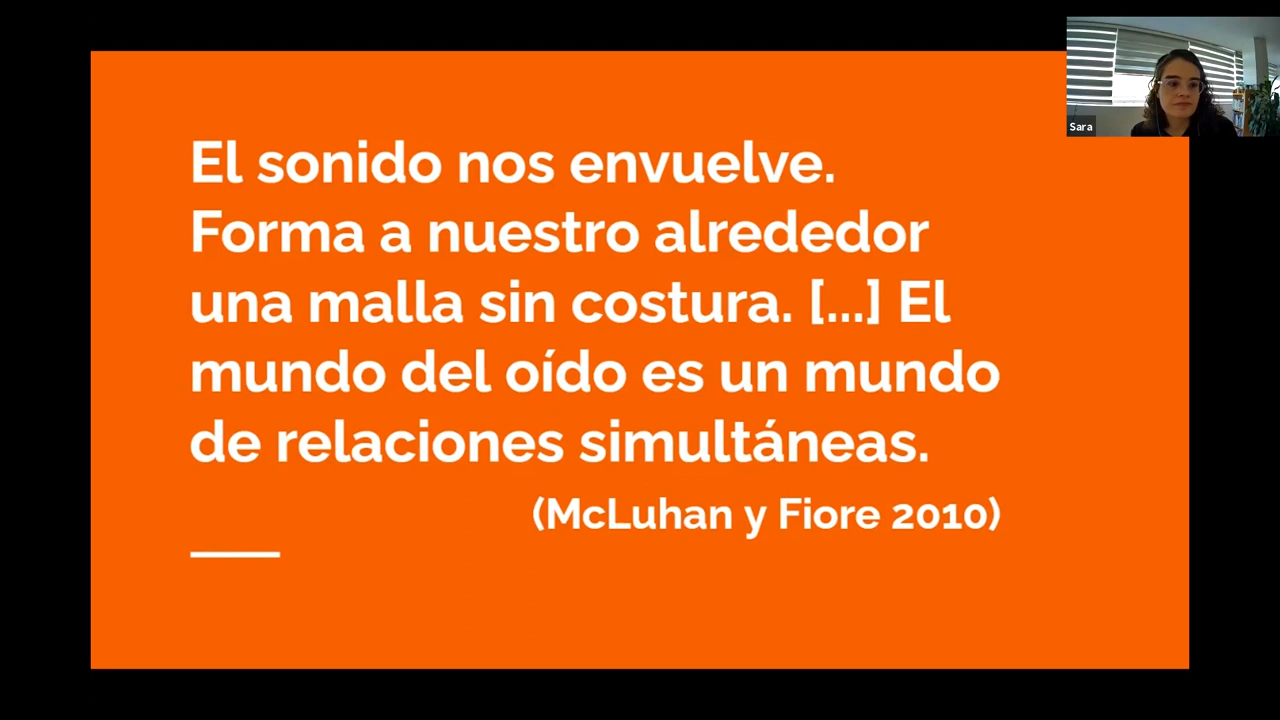 El sonido nos envuelve.
Forma a nuestro alrededor
una malla sin costura. [...] El
mundo del oído es un mundo
de relaciones simultáneas.
(McLuhan y Fiore 2010)
Sara